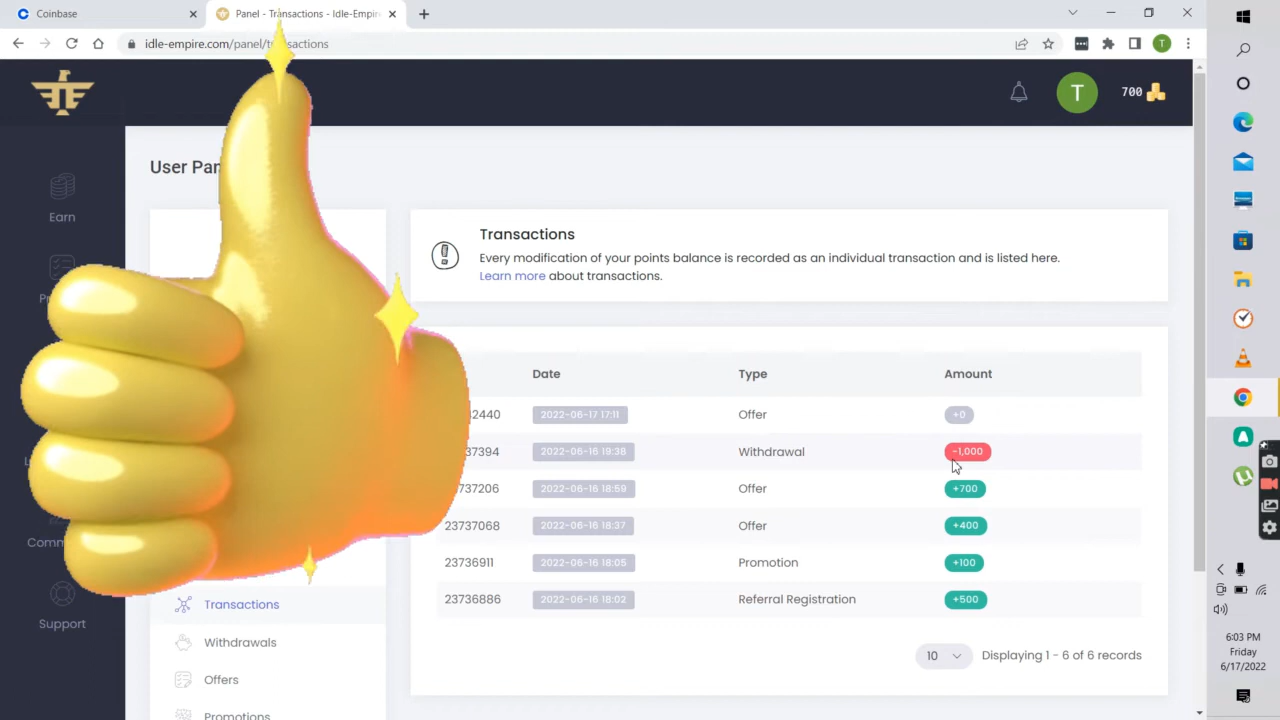 Coinbase
Panel - Transactions - Idle-Empir
idle-empire.com/panel/transactions
T
T
700
User Pan
Earn
Transactions
Every modification of your points balance is recorded as an individual transaction and is listed here.
Learn more about transactions.
Date Type Amount
2440 2022-06-17 17:11 Offer +0
37394 2022-06-16 19:38 Withdrawal -1,000
737206 2022-06-16 18:59 Offer +700
23737068 2022-06-16 18:37 Offer +400
23736911 2022-06-16 18:05 Promotion +100
23736886 2022-06-16 18:02 Referral Registration +500
Comm
Transactions
Support
Withdrawals
10 Displaying 1 - 6 of 6 records
Offers
Promotions
6:03 PM
Friday
6/17/2022